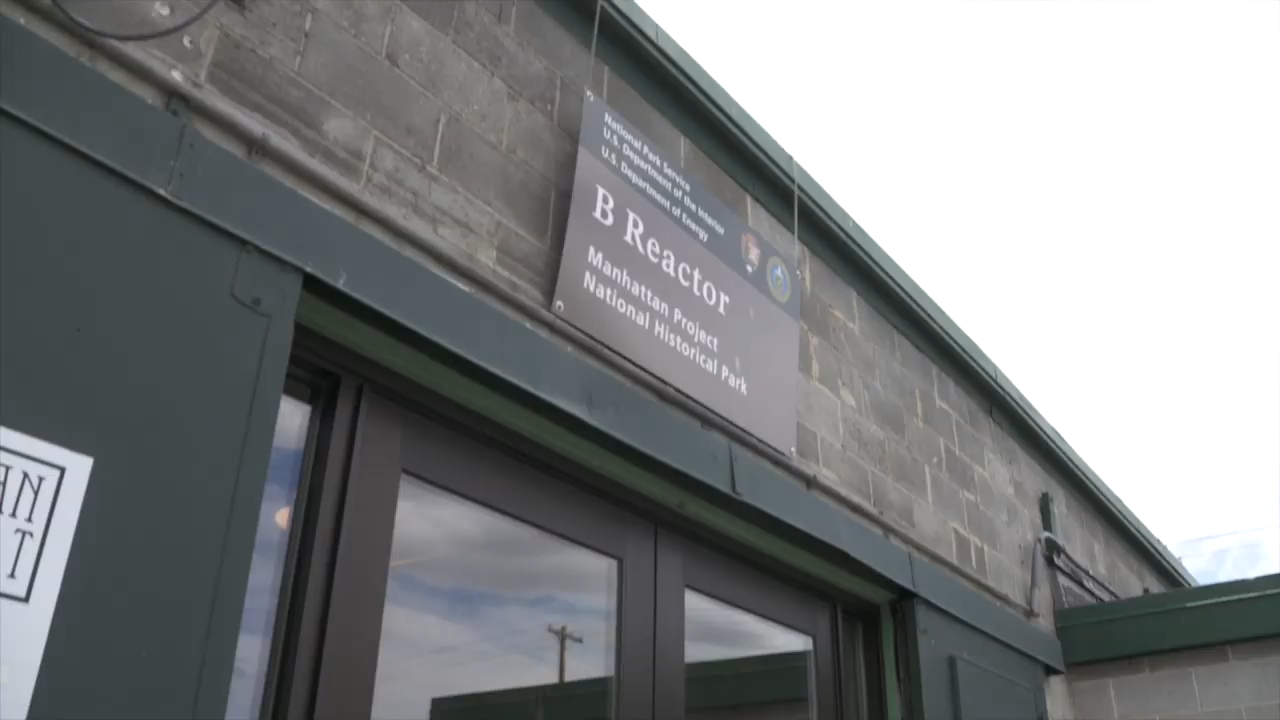 National Park Service
U.S. Department of the Interior
U.S. Department of Energy
B Reactor
Manhattan Project
National Historical Park
AN
T